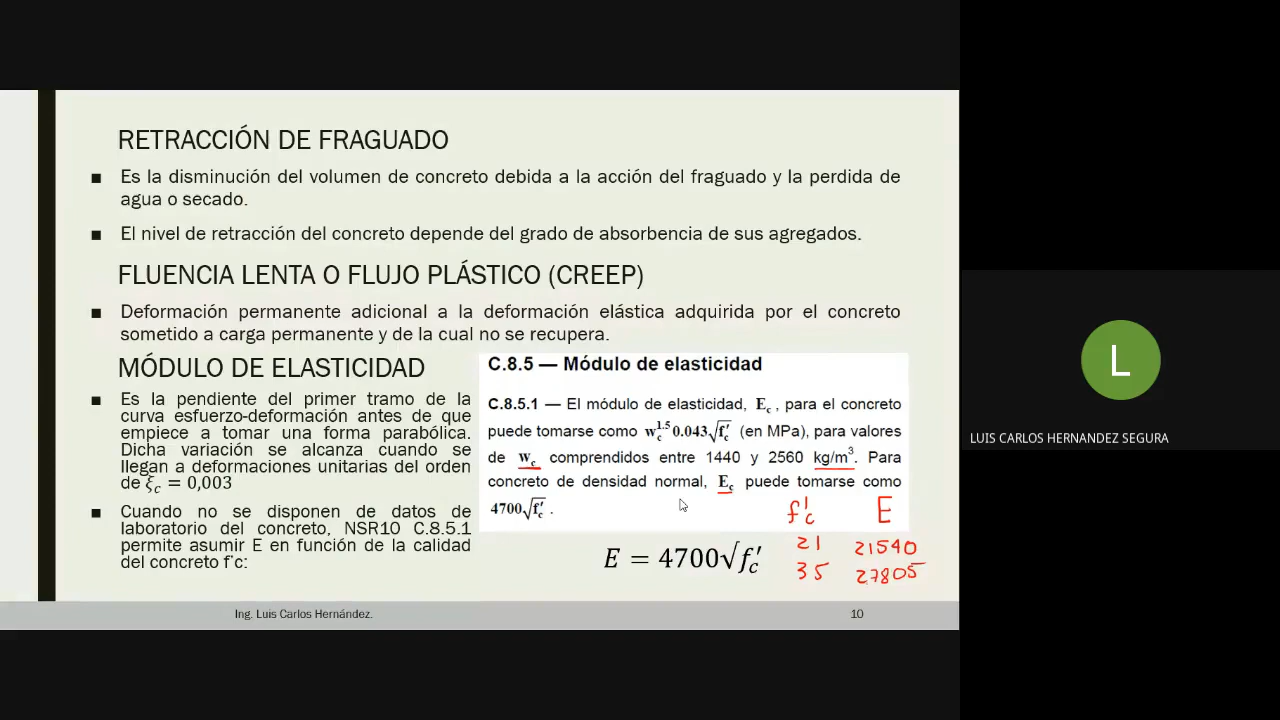 RETRACCIÓN DE FRAGUADO
■ Es la disminución del volumen de concreto debida a la acción del fraguado y la perdida de
agua o secado.
■ El nivel de retracción del concreto depende del grado de absorbencia de sus agregados.
FLUENCIA LENTA O FLUJO PLÁSTICO (CREEP)
■ Deformación permanente adicional a la deformación elástica adquirida por el concreto
sometido a carga permanente y de la cual no se recupera.
MÓDULO DE ELASTICIDAD
■ Es la pendiente del primer tramo de la
curva esfuerzo-deformación antes de que
empiece a tomar una forma parabólica.
Dicha variación se alcanza cuando se
llegan a deformaciones unitarias del orden
de ξc = 0,003
■ Cuando no se disponen de datos de
laboratorio del concreto, NSR10 C.8.5.1
permite asumir E en función de la calidad
del concreto f'c:
C.8.5 — Módulo de elasticidad
C.8.5.1 — El módulo de elasticidad, Ec, para el concreto
puede tomarse como wc^1.5 0.043√f'c (en MPa), para valores
de wc comprendidos entre 1440 y 2560 kg/m³. Para
concreto de densidad normal, Ec puede tomarse como
4700√f'c.
E = 4700√fc′
f'c E
21 21540
35 27805
Ing. Luis Carlos Hernández. 10
L
LUIS CARLOS HERNANDEZ SEGURA